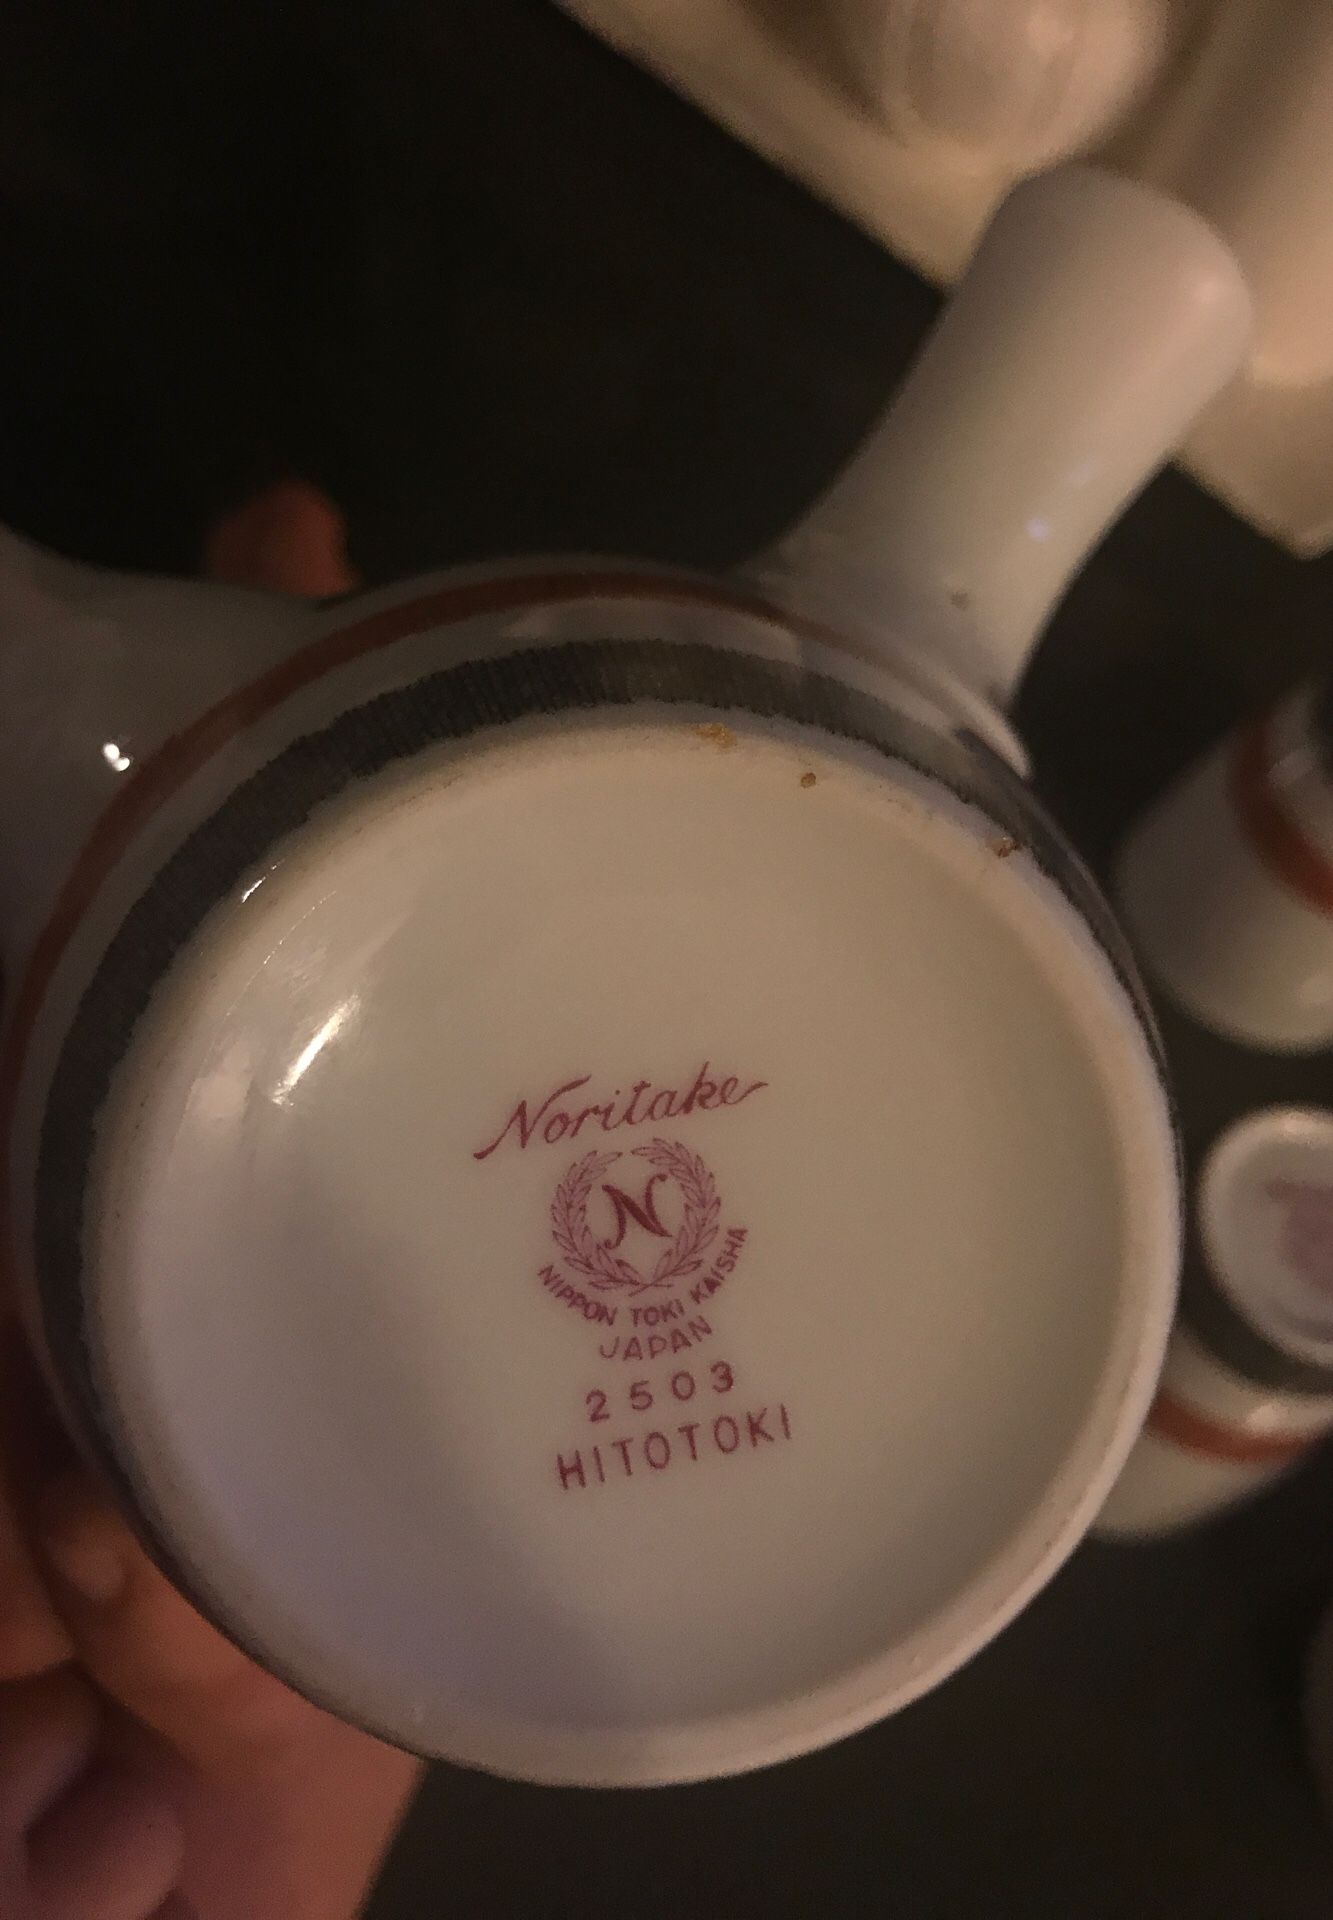 Noritake
N
NIPPON TOKI KAISHA
JAPAN
2503
HITOTOKI